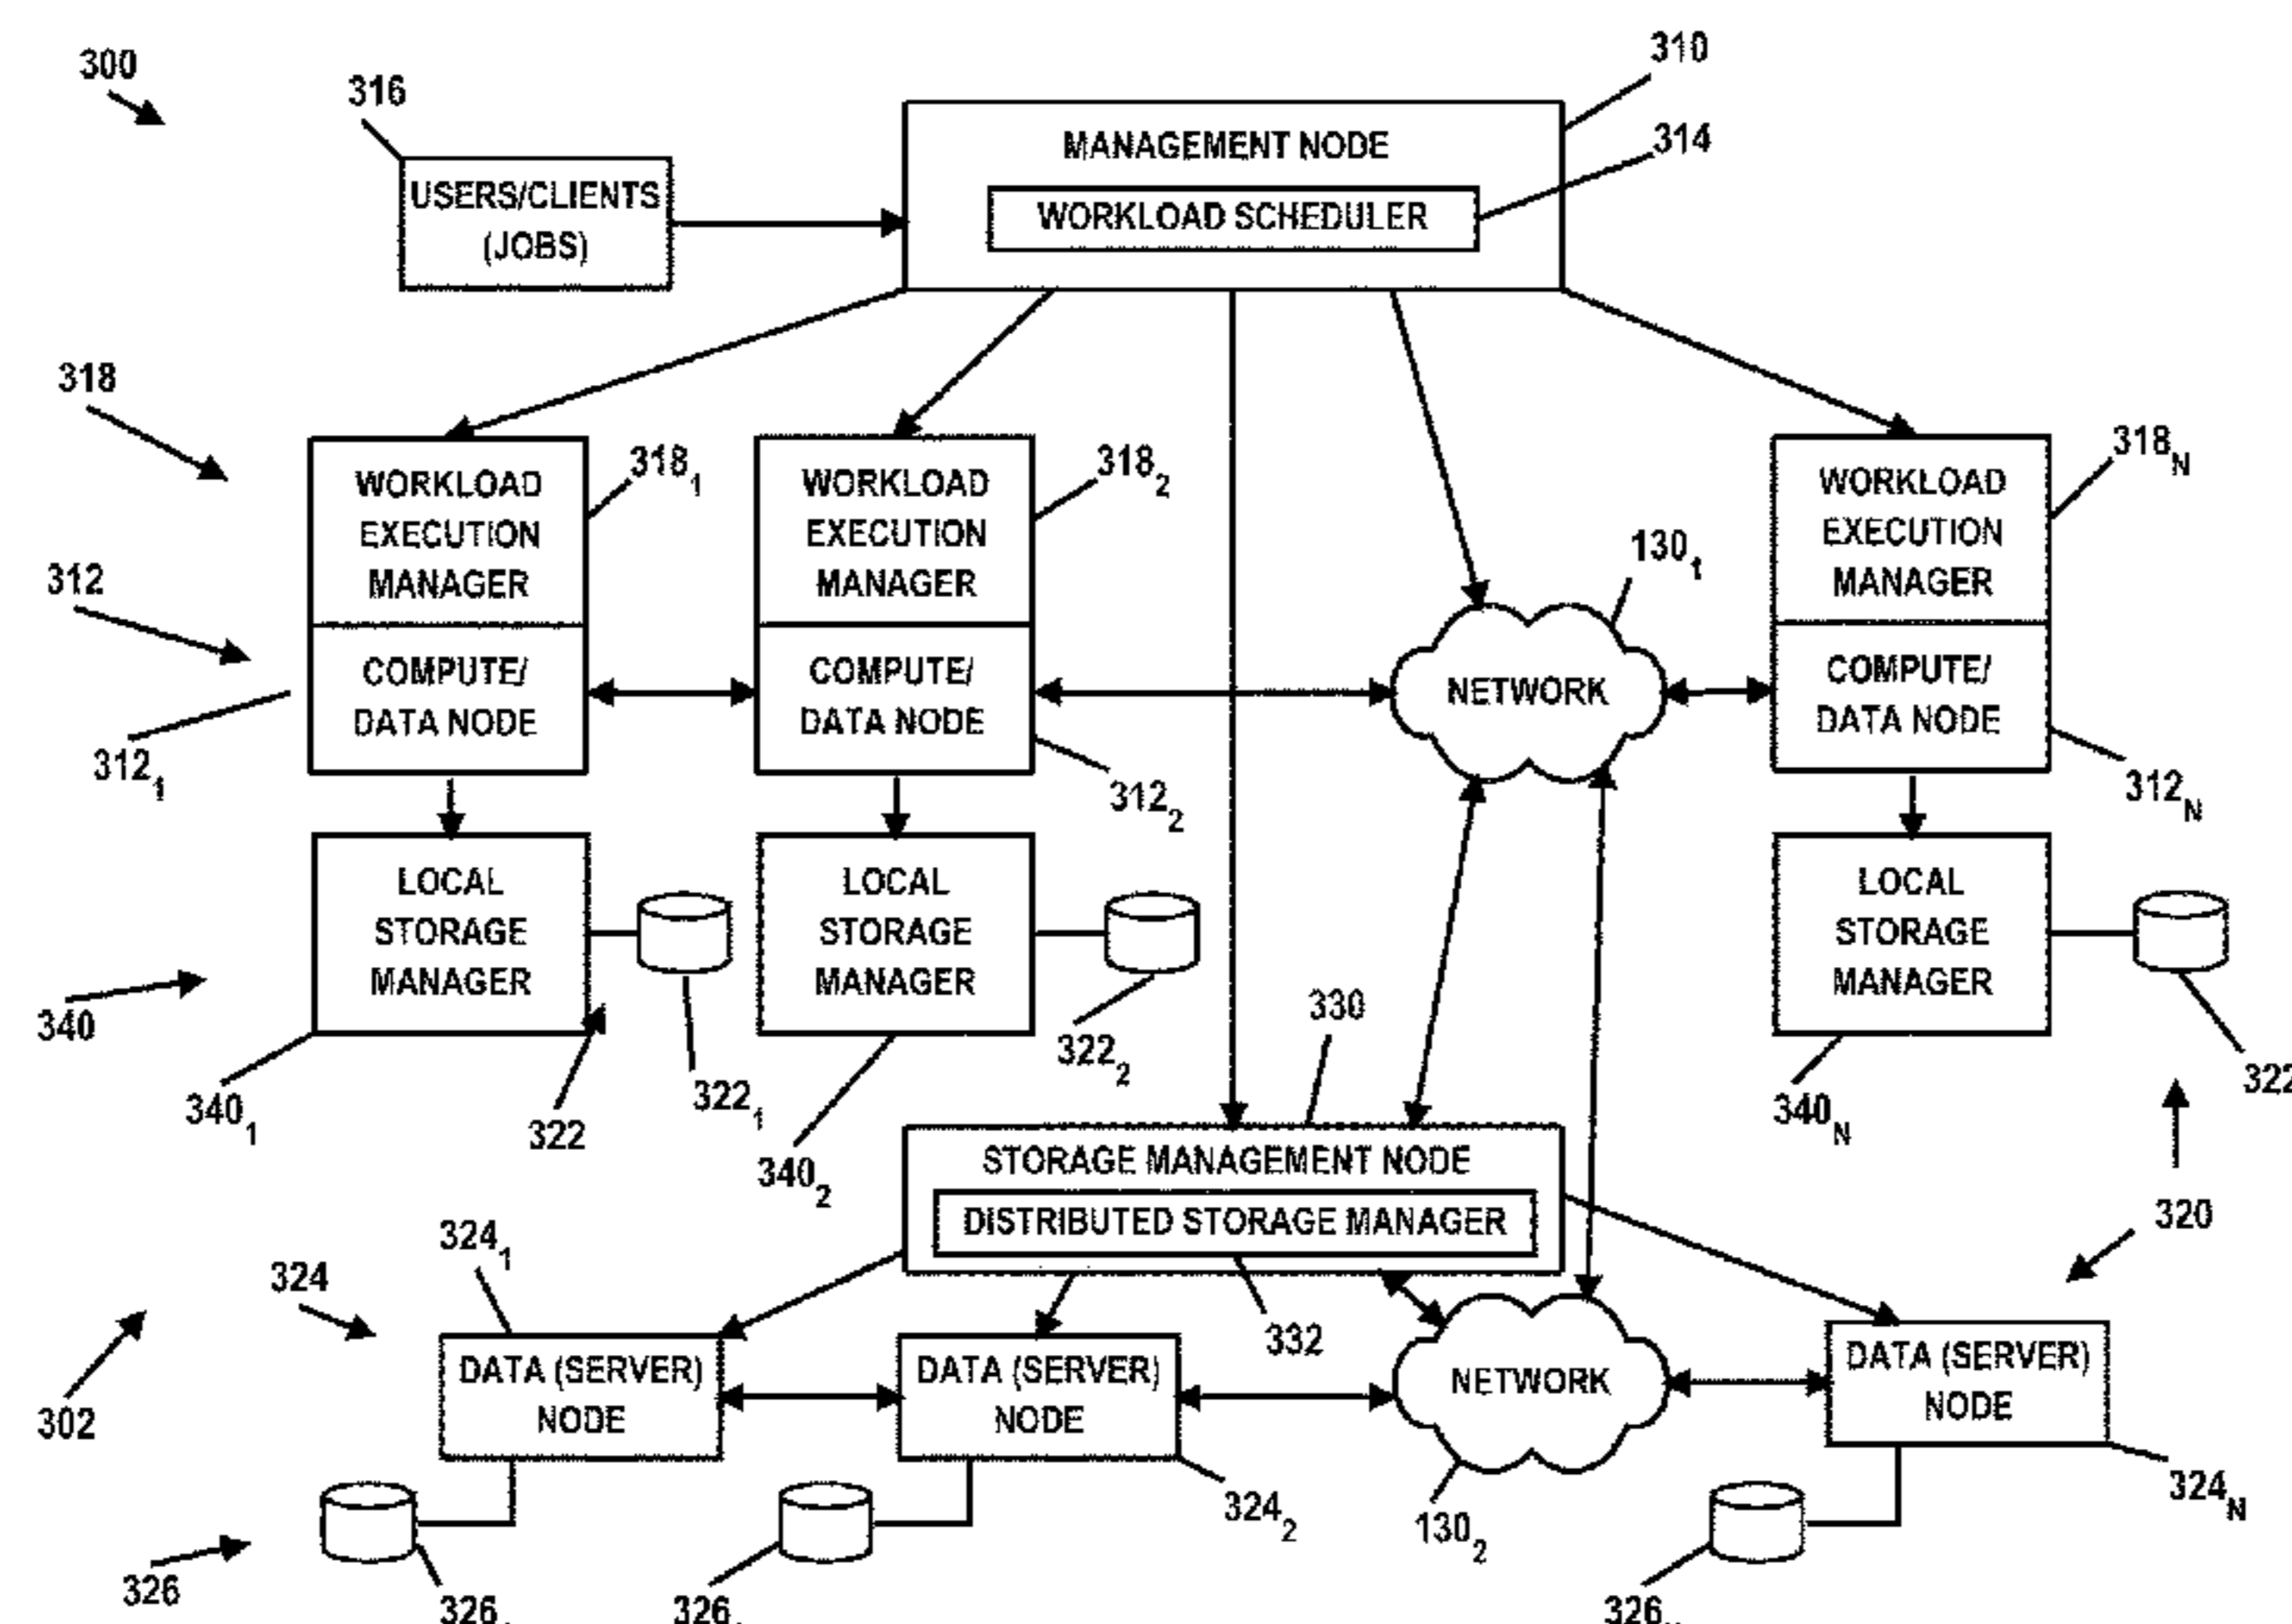 300
316
310
MANAGEMENT NODE
314
USERS/CLIENTS
(JOBS)
WORKLOAD SCHEDULER
318
WORKLOAD
EXECUTION
MANAGER
318₁
WORKLOAD
EXECUTION
MANAGER
318₂
WORKLOAD
EXECUTION
MANAGER
318N
130₁
312
COMPUTE/
DATA NODE
COMPUTE/
DATA NODE
NETWORK
COMPUTE/
DATA NODE
312₁
312₂
312N
LOCAL
STORAGE
MANAGER
LOCAL
STORAGE
MANAGER
LOCAL
STORAGE
MANAGER
340
330
340₁
322
322₁
322₂
340₂
340N
322
STORAGE MANAGEMENT NODE
DISTRIBUTED STORAGE MANAGER
320
324₁
324
332
302
DATA (SERVER)
NODE
DATA (SERVER)
NODE
NETWORK
DATA (SERVER)
NODE
324₂
130₂
324N
326
326
326
326N